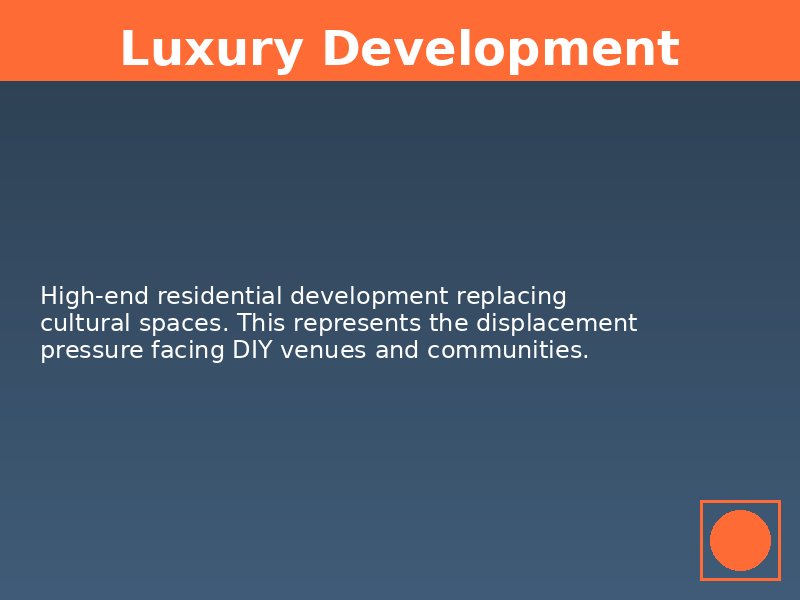 Luxury Development
High-end residential development replacing
cultural spaces. This represents the displacement
pressure facing DIY venues and communities.